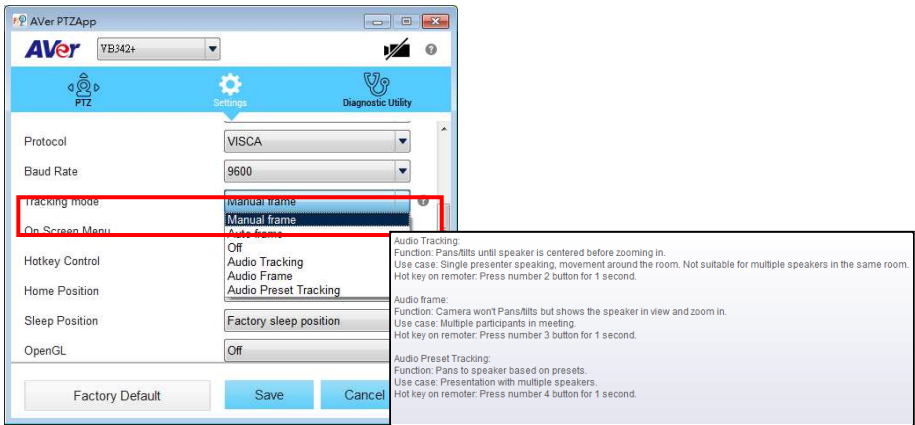 AVer PTZApp
AVer
VB342+
PTZ
Settings
Diagnostic Utility
Protocol
VISCA
Baud Rate
9600
Tracking mode
Manual frame
Manual frame
Auto frame
On Screen Menu
Off
Hotkey Control
Audio Tracking
Audio Frame
Home Position
Audio Preset Tracking
Sleep Position
Factory sleep position
OpenGL
Off
Factory Default
Save
Cancel
Audio Tracking:
Function: Pans/tilts until speaker is centered before zooming in.
Use case: Single presenter speaking, movement around the room. Not suitable for multiple speakers in the same room.
Hot key on remoter: Press number 2 button for 1 second.
Audio frame:
Function: Camera won't Pans/tilts but shows the speaker in view and zoom in.
Use case: Multiple participants in meeting.
Hot key on remoter: Press number 3 button for 1 second.
Audio Preset Tracking:
Function: Pans to speaker based on presets.
Use case: Presentation with multiple speakers.
Hot key on remoter: Press number 4 button for 1 second.